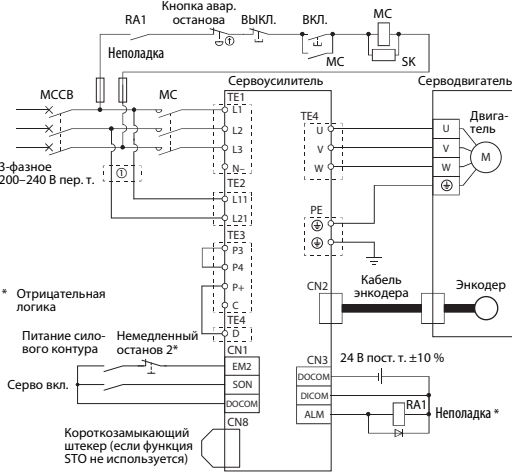 Кнопка авар.
останова
RA1
ВЫКЛ.
ВКЛ.
MC
Неполадка
MC
SK
Сервоусилитель
Серводвигатель
MCCB
MC
TE1
L1
L2
L3
N–
TE4
U
V
W
U
V
W
Двига-
тель
M
3-фазное
200–240 В пер. т.
①
TE2
L11
L21
PE
TE3
P3
P4
P+
C
TE4
D
* Отрицательная
логика
CN2
Кабель
энкодера
Энкодер
Питание сило-
вого контура
Немедленный
останов 2*
Серво вкл.
CN1
EM2
SON
DOCOM
CN3
24 В пост. т. ±10 %
DOCOM
DICOM
ALM
RA1
Неполадка *
CN8
Короткозамыкающий
штекер (если функция
STO не используется)